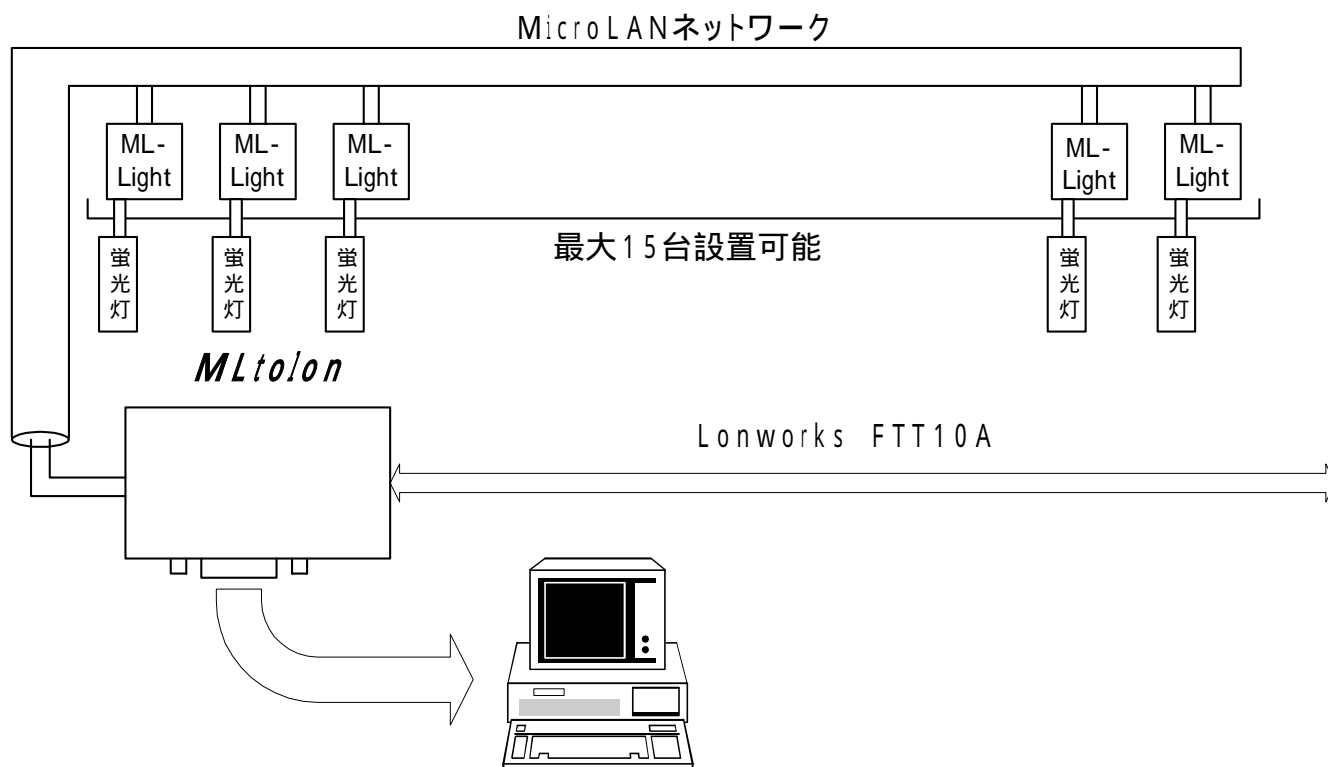 MicroLANネットワーク
ML-
Light
ML-
Light
ML-
Light
ML-
Light
ML-
Light
最大15台設置可能
蛍光灯
蛍光灯
蛍光灯
蛍光灯
蛍光灯
MLtolon
Lonworks FTT10A